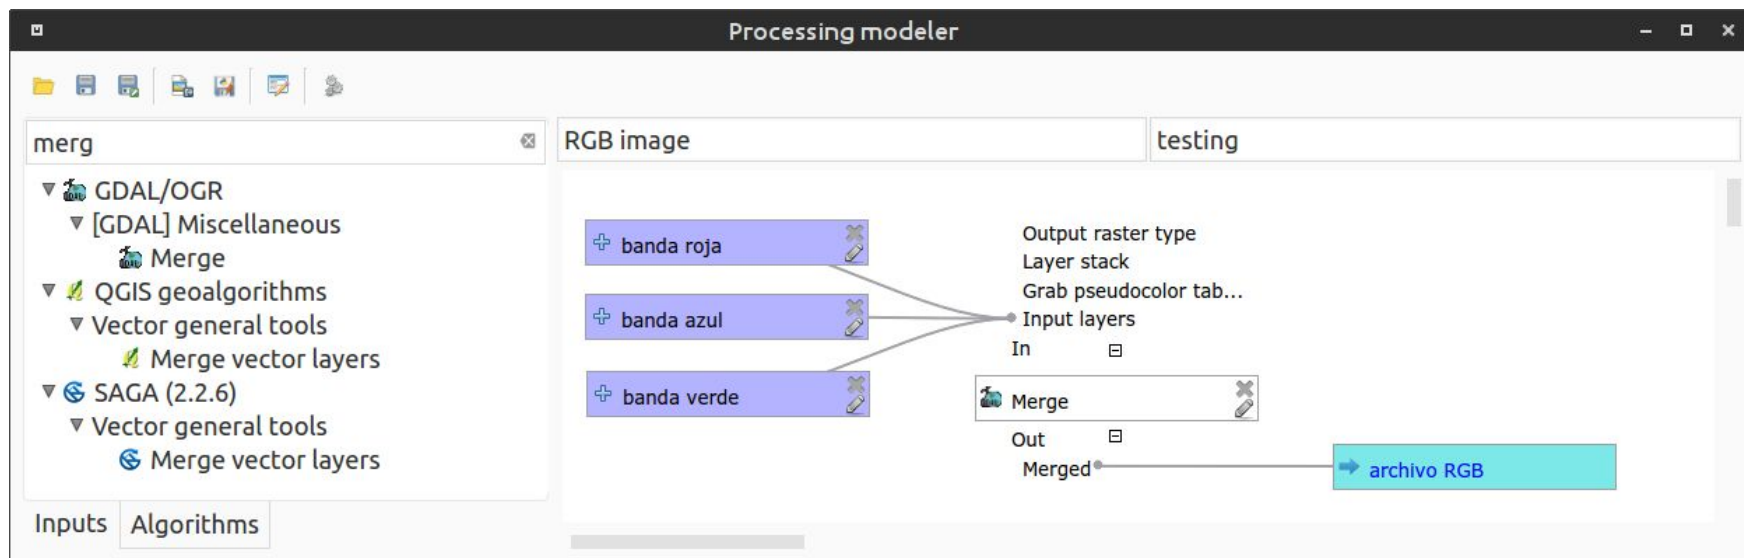 Processing modeler
merg
RGB image
testing
GDAL/OGR
[GDAL] Miscellaneous
Merge
QGIS geoalgorithms
Vector general tools
Merge vector layers
SAGA (2.2.6)
Vector general tools
Merge vector layers
Inputs
Algorithms
banda roja
banda azul
banda verde
Output raster type
Layer stack
Grab pseudocolor tab...
Input layers
In
Merge
Out
Merged
archivo RGB